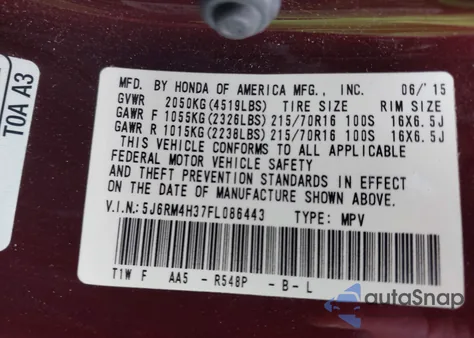 TOA A3
MFD. BY HONDA OF AMERICA MFG., INC. 06/'15
GVWR 2050KG(4519LBS) TIRE SIZE RIM SIZE
GAWR F 1055KG(2326LBS) 215/70R16 100S 16X6.5J
GAWR R 1015KG(2238LBS) 215/70R16 100S 16X6.5J
THIS VEHICLE CONFORMS TO ALL APPLICABLE
FEDERAL MOTOR VEHICLE SAFETY
AND THEFT PREVENTION STANDARDS IN EFFECT
ON THE DATE OF MANUFACTURE SHOWN ABOVE.
V.I.N.:5J6RM4H37FL086443 TYPE: MPV
T1W F AA5 - R548P - B - L
autoSnap